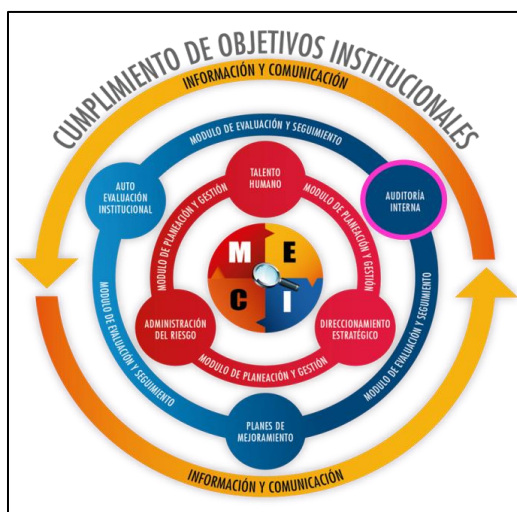 CUMPLIMIENTO DE OBJETIVOS INSTITUCIONALES
INFORMACIÓN Y COMUNICACIÓN
MODULO DE EVALUACIÓN Y SEGUIMIENTO
AUTO
EVALUACIÓN
INSTITUCIONAL
TALENTO
HUMANO
AUDITORÍA
INTERNA
MODULO DE PLANEACIÓN Y GESTIÓN
MODULO DE PLANEACIÓN Y GESTIÓN
M E
C I
ADMINISTRACIÓN
DEL RIESGO
DIRECCIONAMIENTO
ESTRATÉGICO
MODULO DE PLANEACIÓN Y GESTIÓN
MODULO DE EVALUACIÓN Y SEGUIMIENTO
MODULO DE EVALUACIÓN Y SEGUIMIENTO
PLANES DE
MEJORAMIENTO
INFORMACIÓN Y COMUNICACIÓN